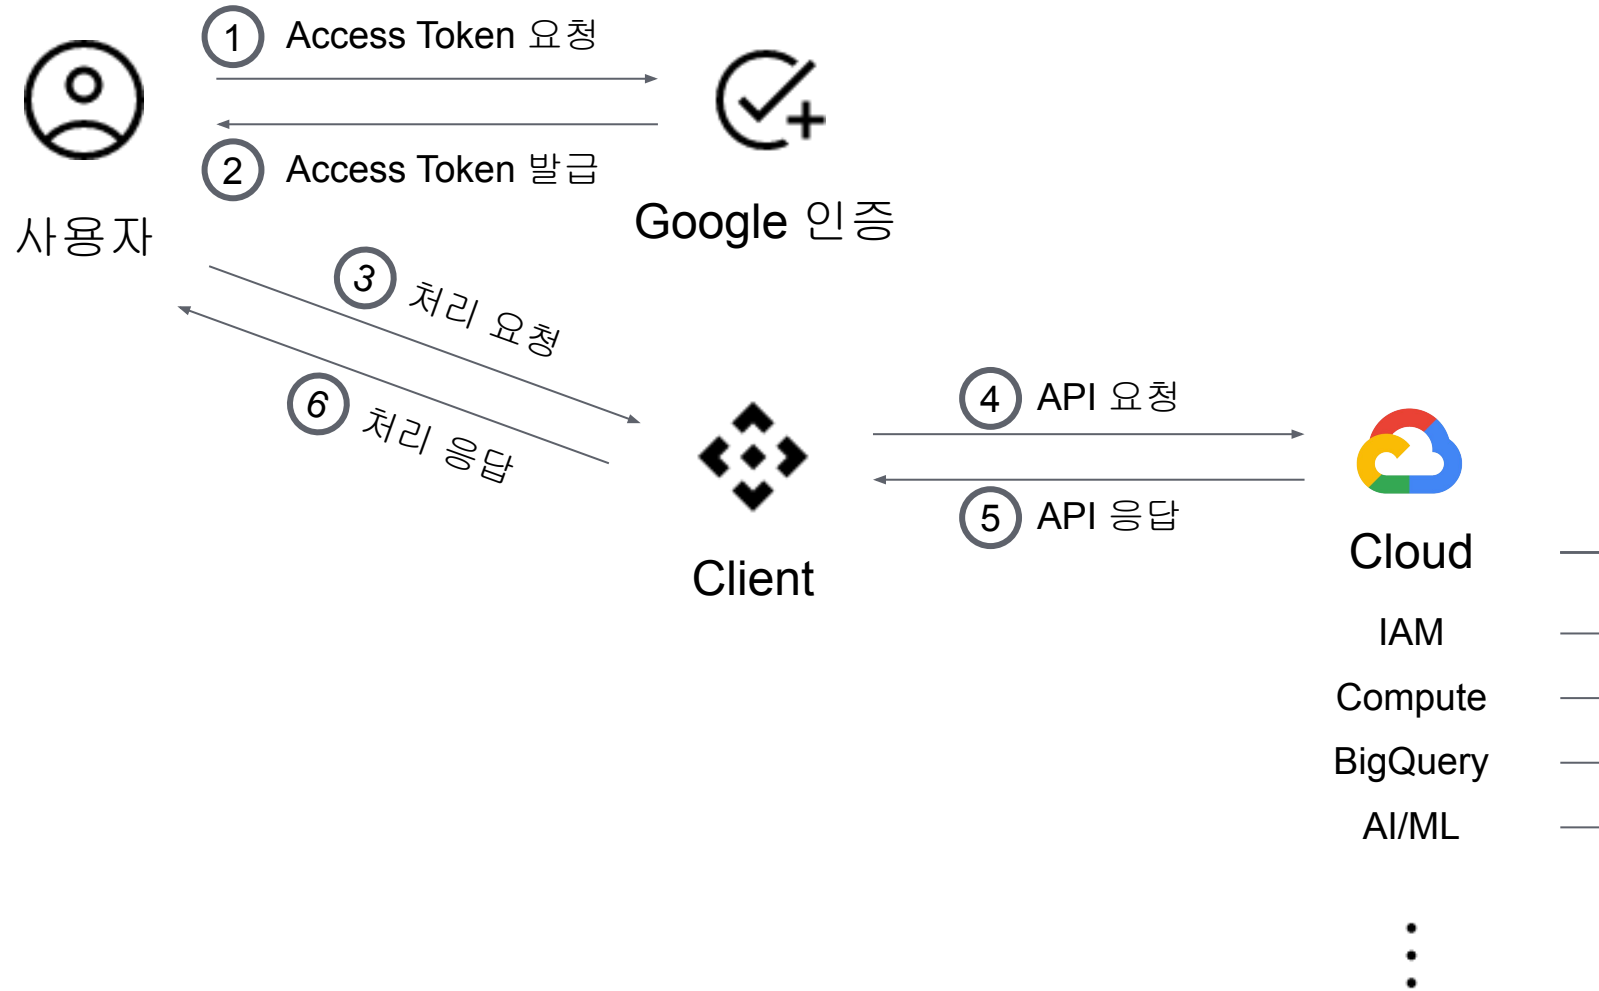 1 Access Token 요청
2 Access Token 발급
사용자
Google 인증
3 처리 요청
6 처리 응답
4 API 요청
5 API 응답
Client
Cloud
IAM
Compute
BigQuery
AI/ML